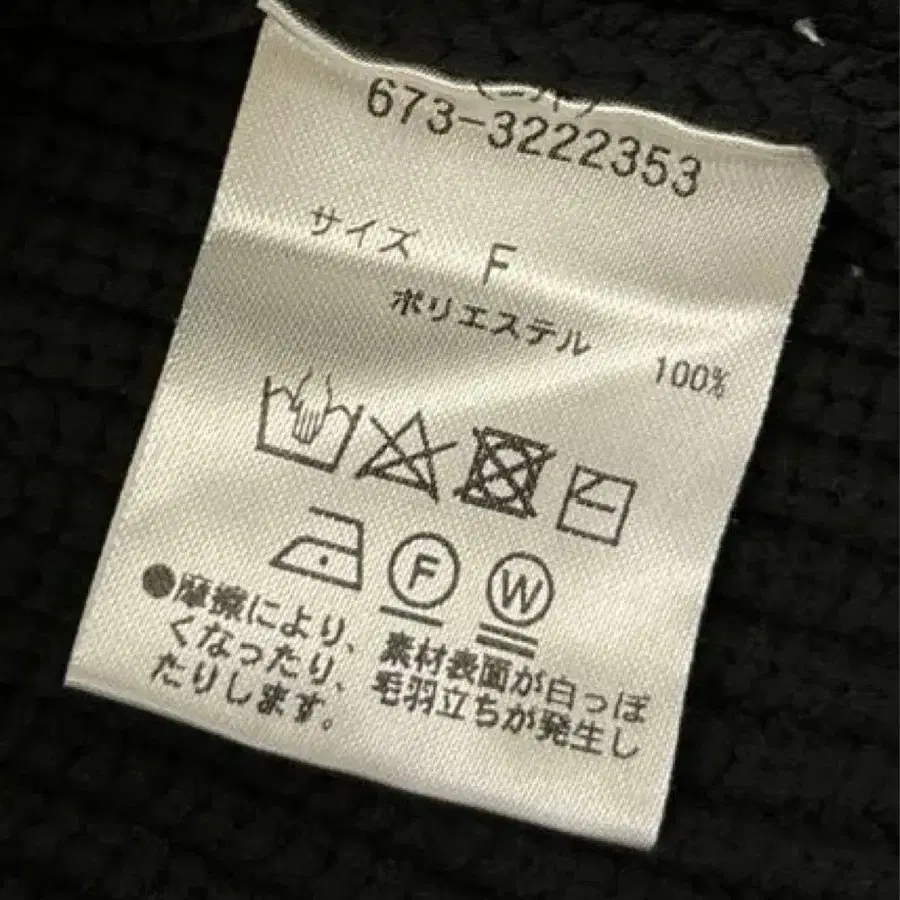 673-3222353
サイズ F
ポリエステル 100%
F W
●摩擦により、素材表面が白っぽ
くなったり、毛羽立ちが発生し
たりします。